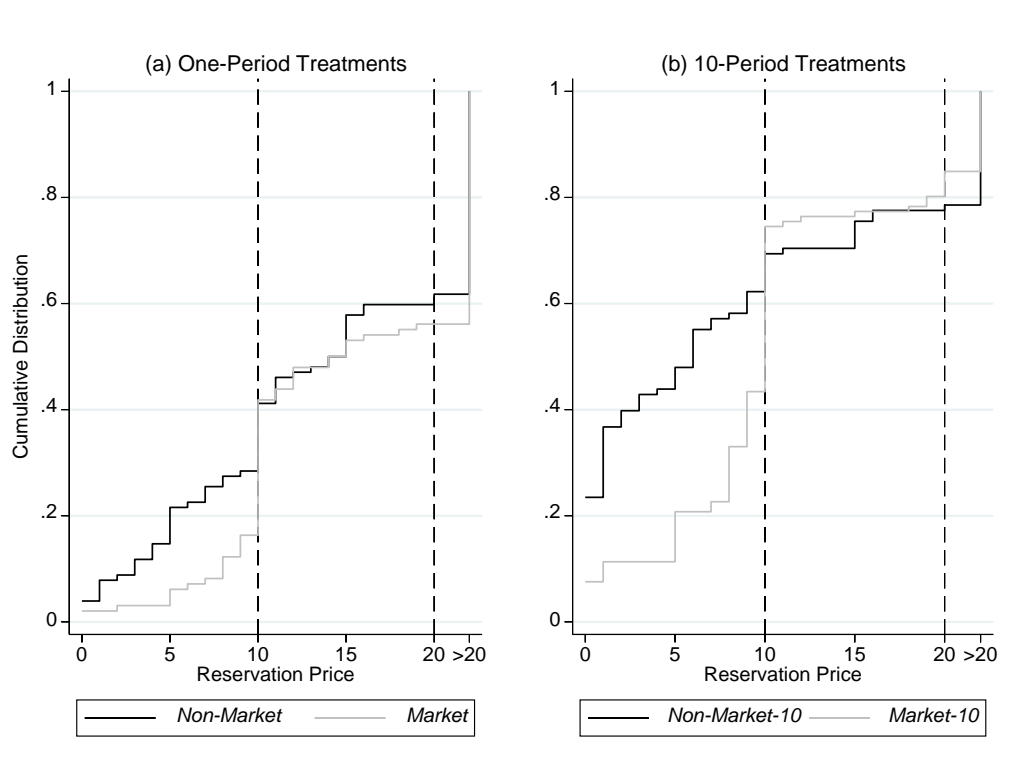 (a) One-Period Treatments
Cumulative Distribution
1
.8
.6
.4
.2
0
0 5 10 15 20 >20
Reservation Price
Non-Market Market
(b) 10-Period Treatments
1
.8
.6
.4
.2
0
0 5 10 15 20 >20
Reservation Price
Non-Market-10 Market-10